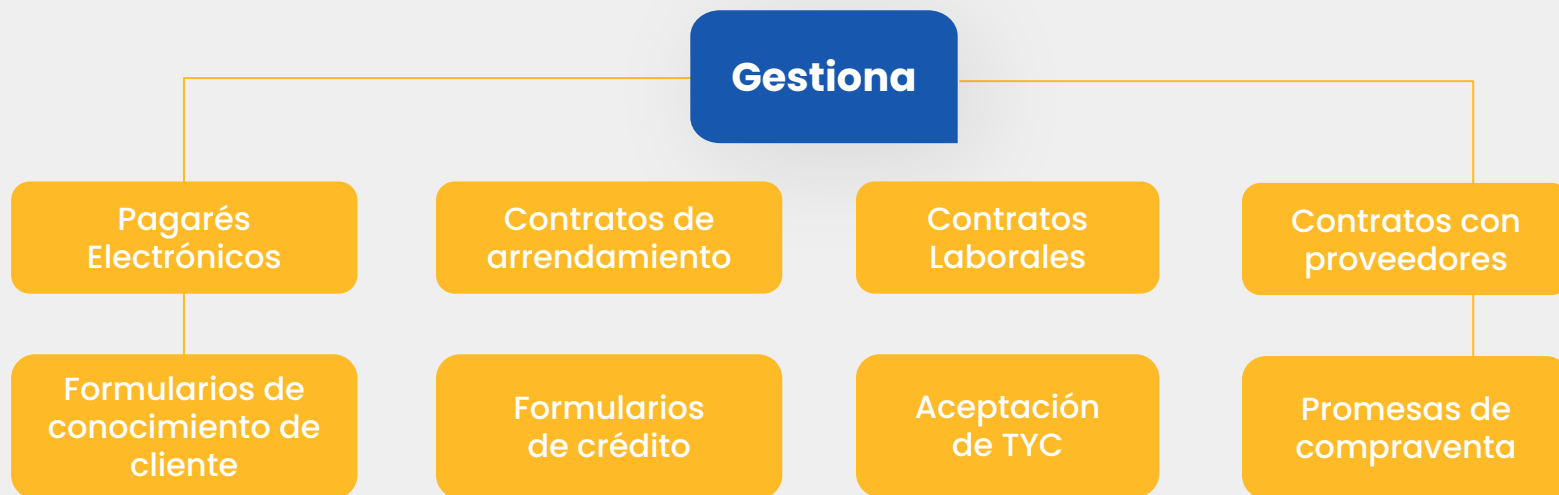 Gestiona
Pagarés
Electrónicos
Contratos de
arrendamiento
Contratos
Laborales
Contratos con
proveedores
Formularios de
conocimiento de
cliente
Formularios
de crédito
Aceptación
de TYC
Promesas de
compraventa